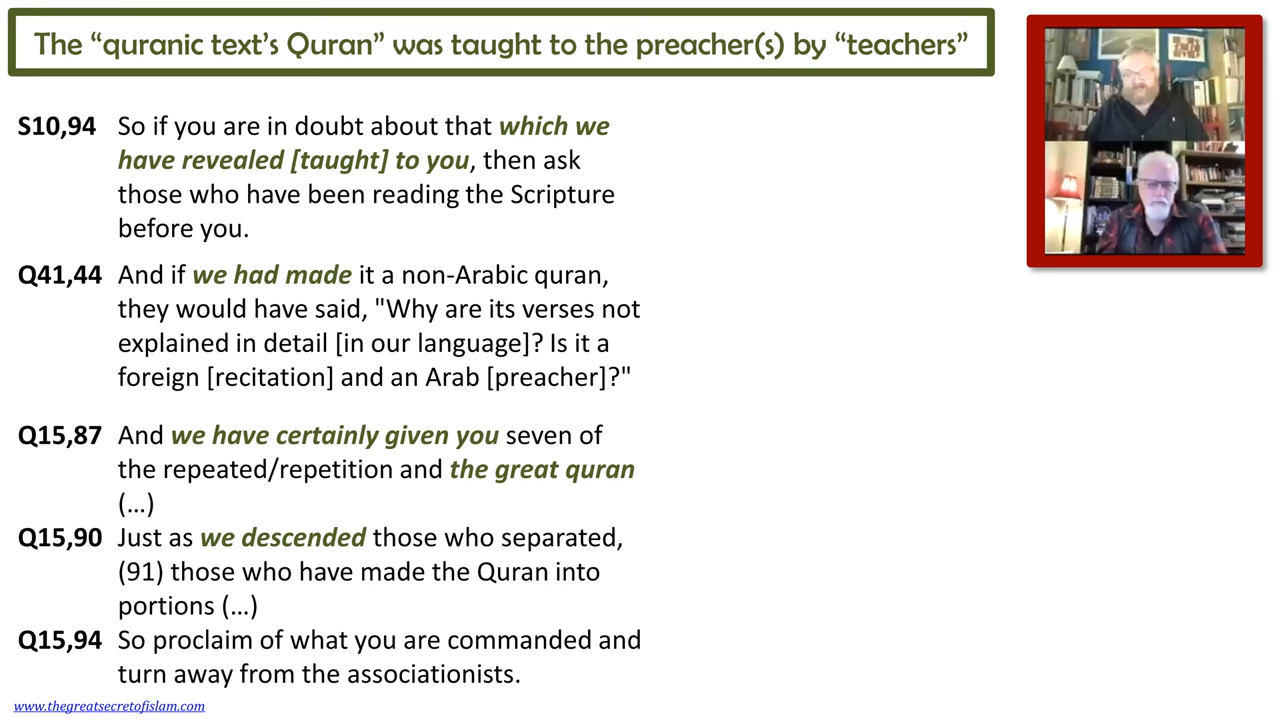 The “quranic text’s Quran” was taught to the preacher(s) by “teachers”
S10,94 So if you are in doubt about that which we
have revealed [taught] to you, then ask
those who have been reading the Scripture
before you.
Q41,44 And if we had made it a non-Arabic quran,
they would have said, "Why are its verses not
explained in detail [in our language]? Is it a
foreign [recitation] and an Arab [preacher]?"
Q15,87 And we have certainly given you seven of
the repeated/repetition and the great quran
(...)
Q15,90 Just as we descended those who separated,
(91) those who have made the Quran into
portions (...)
Q15,94 So proclaim of what you are commanded and
turn away from the associationists.
www.thegreatsecretofislam.com